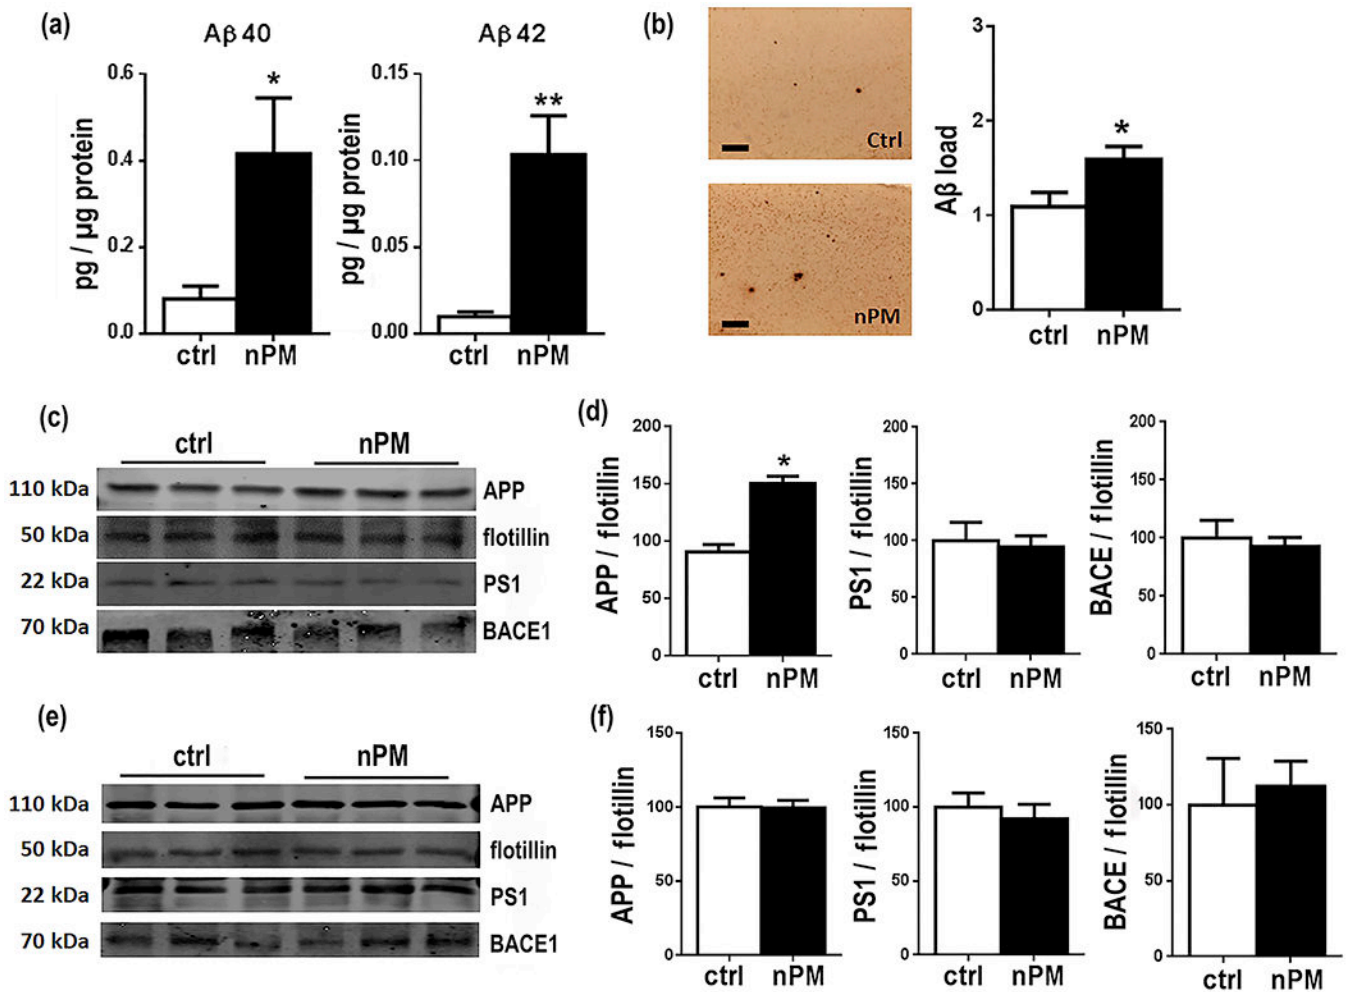 (a)
Aβ 40
pg / µg protein
0.6
0.4
0.2
0.0
*
ctrl nPM
Aβ 42
pg / µg protein
0.15
0.10
0.05
0.00
**
ctrl nPM
(b)
Ctrl
nPM
Aβ load
3
2
1
0
*
ctrl nPM
(c)
ctrl nPM
110 kDa APP
50 kDa flotillin
22 kDa PS1
70 kDa BACE1
(d)
APP / flotillin
200
150
100
50
0
*
ctrl nPM
PS1 / flotillin
200
150
100
50
0
ctrl nPM
BACE / flotillin
200
150
100
50
0
ctrl nPM
(e)
ctrl nPM
110 kDa APP
50 kDa flotillin
22 kDa PS1
70 kDa BACE1
(f)
APP / flotillin
150
100
50
0
ctrl nPM
PS1 / flotillin
150
100
50
0
ctrl nPM
BACE / flotillin
150
100
50
0
ctrl nPM